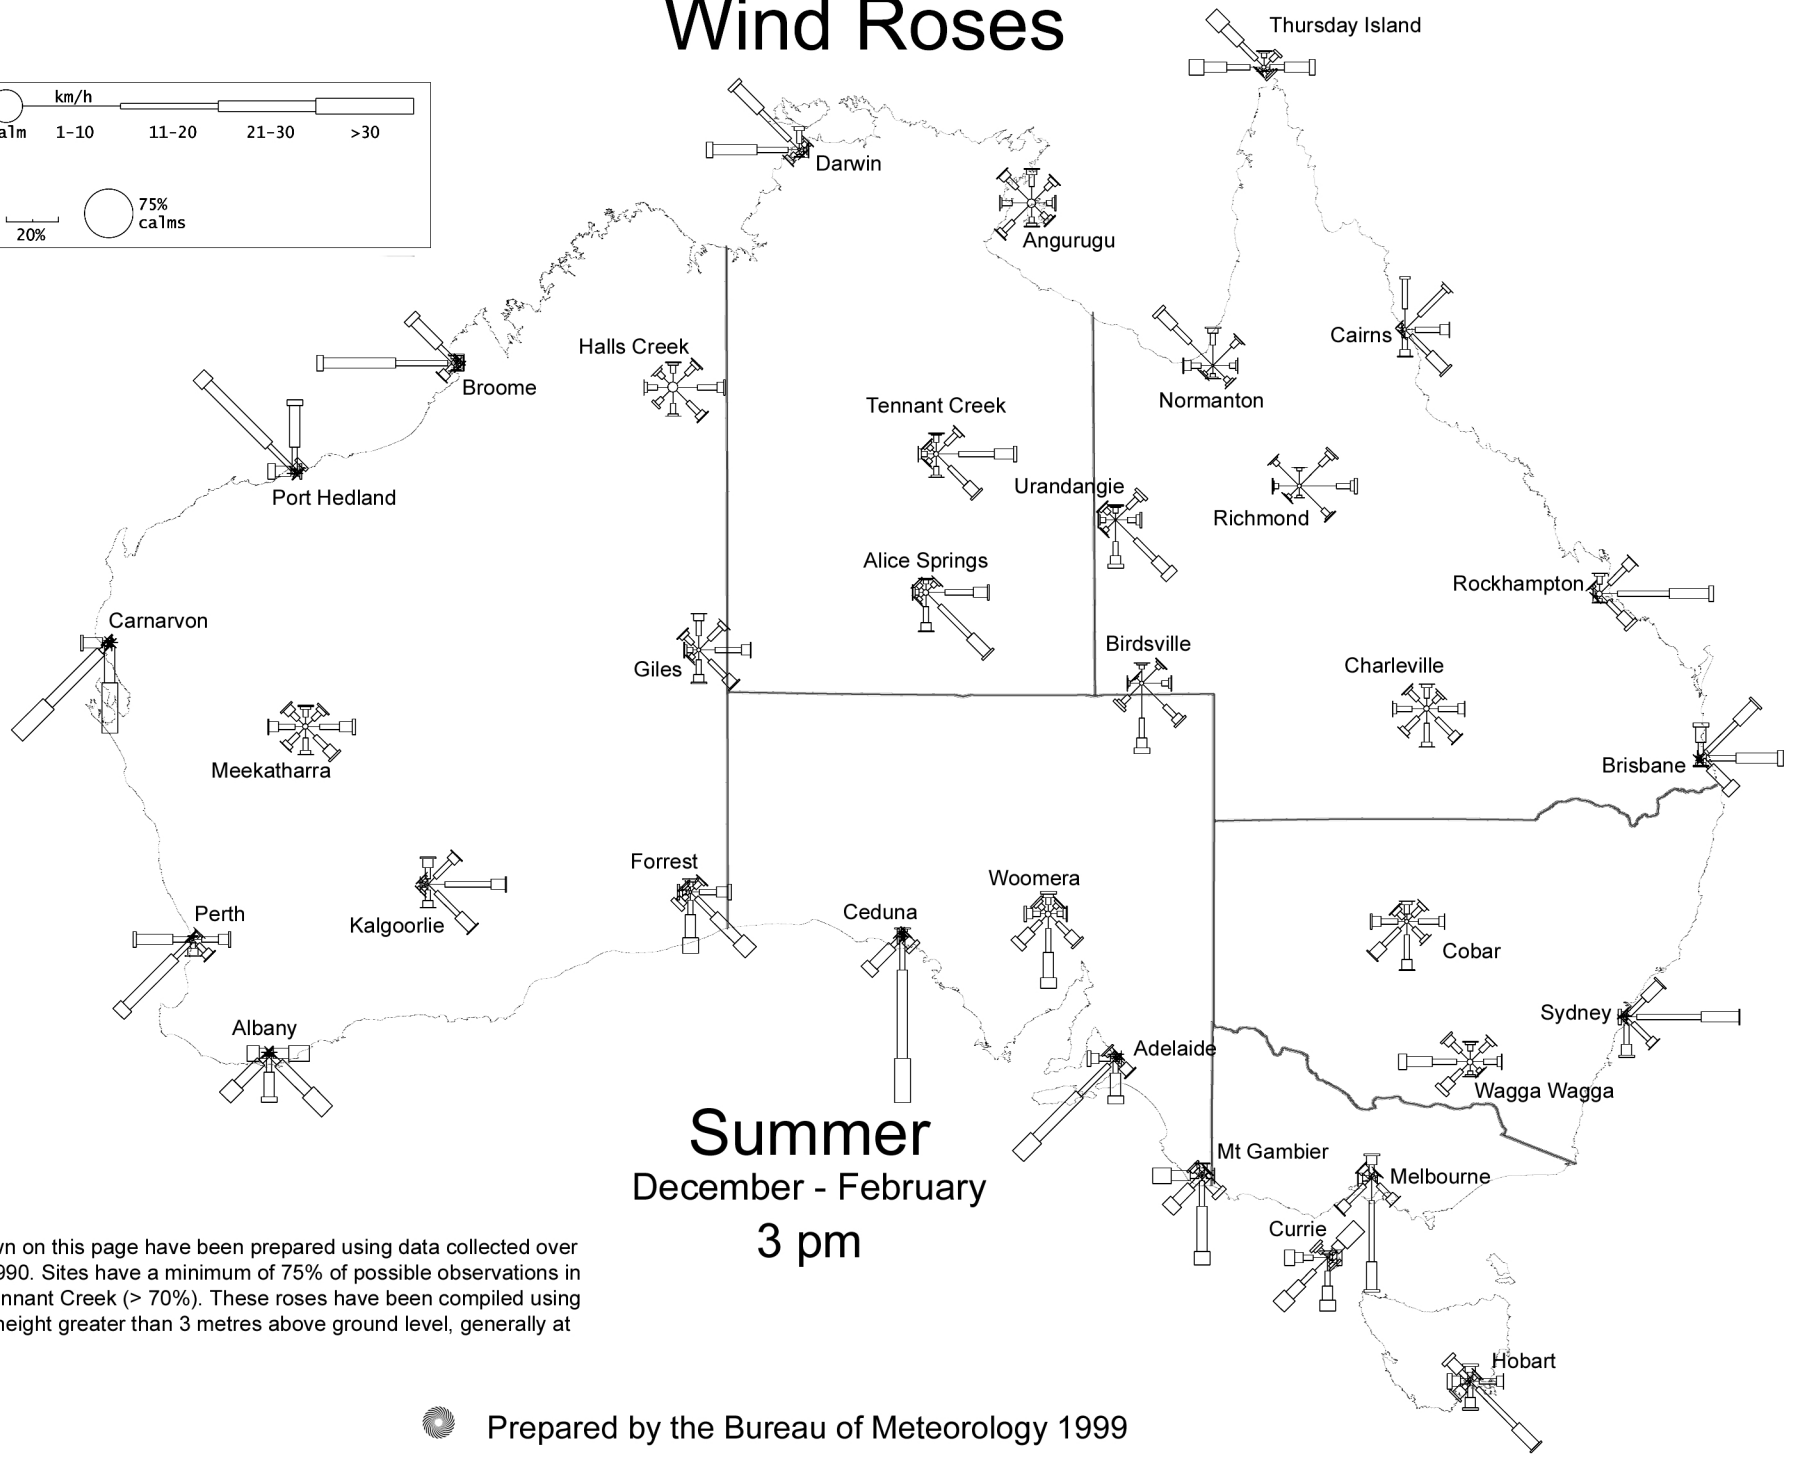 Wind Roses
Thursday Island
km/h
alm 1-10 11-20 21-30 >30
75%
calms
20%
Darwin
Angurugu
Cairns
Halls Creek
Broome
Normanton
Tennant Creek
Urandangie
Port Hedland
Richmond
Alice Springs
Rockhampton
Carnarvon
Birdsville
Giles
Charleville
Meekatharra
Brisbane
Forrest
Woomera
Perth
Ceduna
Kalgoorlie
Cobar
Sydney
Albany
Adelaide
Wagga Wagga
Summer
December - February
3 pm
Mt Gambier
Melbourne
Currie
Hobart
wn on this page have been prepared using data collected over
990. Sites have a minimum of 75% of possible observations in
nnant Creek (> 70%). These roses have been compiled using
height greater than 3 metres above ground level, generally at
Prepared by the Bureau of Meteorology 1999